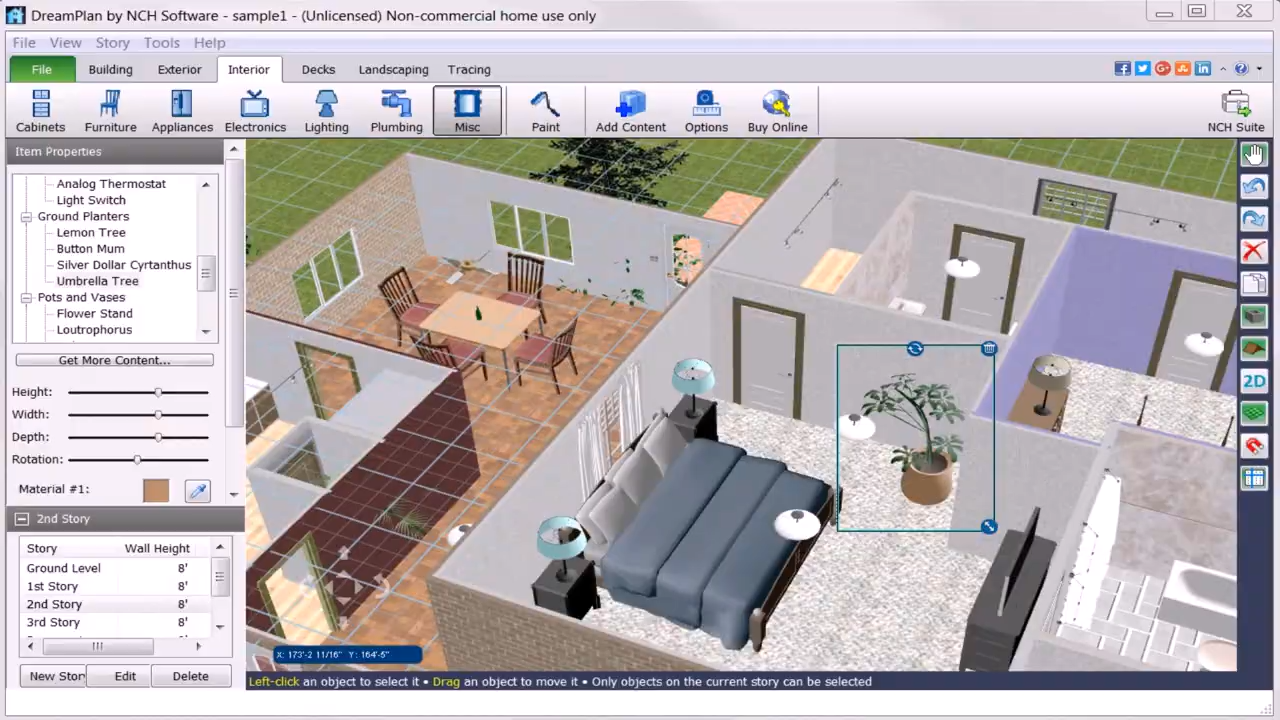 DreamPlan by NCH Software - sample1 - (Unlicensed) Non-commercial home use only
File View Story Tools Help
File Building Exterior Interior Decks Landscaping Tracing
Cabinets Furniture Appliances Electronics Lighting Plumbing Misc Paint Add Content Options Buy Online NCH Suite
Item Properties
Analog Thermostat
Light Switch
Ground Planters
Lemon Tree
Button Mum
Silver Dollar Cyrtanthus
Umbrella Tree
Pots and Vases
Flower Stand
Loutrophorus
Get More Content...
Height:
Width:
Depth:
Rotation:
Material #1:
2nd Story
Story Wall Height
Ground Level 8'
1st Story 8'
2nd Story 8'
3rd Story 8'
New Stor Edit Delete
2D
X: 173'-2 11/16" Y: 164'-5"
Left-click an object to select it • Drag an object to move it • Only objects on the current story can be selected